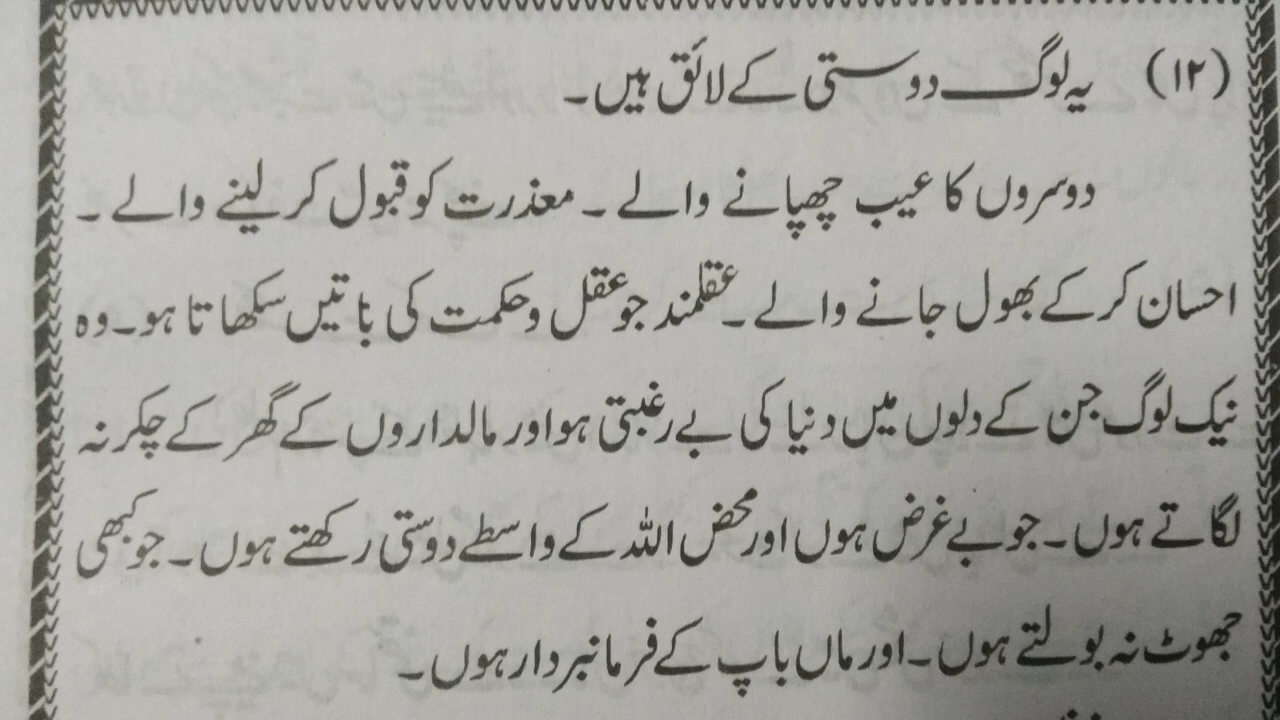 (۱۲) یہ لوگ دوستی کے لائق ہیں۔
دوسروں کا عیب چھپانے والے ۔ معذرت کو قبول کر لینے والے ۔
احسان کر کے بھول جانے والے ۔ عقلمند جو عقل و حکمت کی باتیں سکھاتا ہو۔ وہ
نیک لوگ جن کے دلوں میں دنیا کی بے رغبتی ہو اور مالداروں کے گھر کے چکر نہ
لگاتے ہوں۔ جو بے غرض ہوں اور محض اللہ کے واسطے دوستی رکھتے ہوں۔ جو کبھی
جھوٹ نہ بولتے ہوں۔ اور ماں باپ کے فرمانبردار ہوں۔